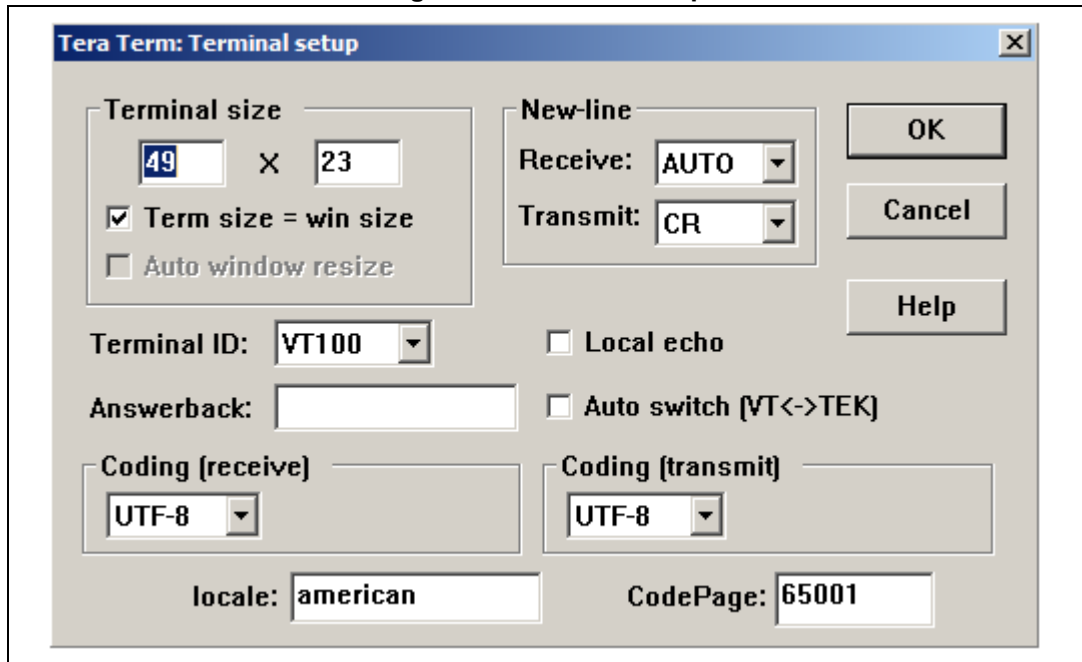 Tera Term: Terminal setup
Terminal size
49 X 23
Term size = win size
Auto window resize
New-line
Receive: AUTO
Transmit: CR
OK
Cancel
Help
Terminal ID: VT100
Local echo
Answerback:
Auto switch (VT<->TEK)
Coding (receive)
UTF-8
Coding (transmit)
UTF-8
locale: american
CodePage: 65001